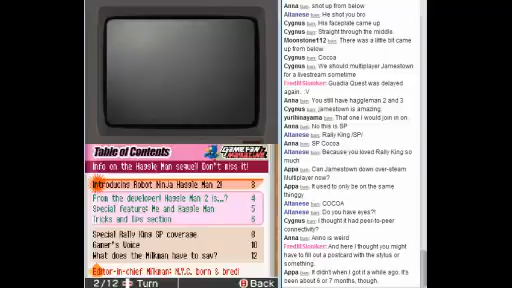 Table of Contents
GAMEFAN MAGAZINE
Info on the Haggle Man sequel! Don't miss it!
Introducing Robot Ninja Haggle Man 2! 3
From the developer! Haggle Man 2 is...? 4
Special feature: Me and Haggle Man 5
Tricks and tips section 6
Special Rally King SP coverage 8
Gamer's Voice 10
What does the Milkman have to say? 12
Editor-in-chief Milkman: N.Y.C. born & bred!
2/12 Turn
B Back
Anna: shot up from below
Altanese: He shot you bro
Cygnus: His faceplate came up
Cygnus: Straight through the middle
Moonstone112: There was a little bit came up from below
Cygnus: Cocoa
Cygnus: We should multiplayer Jamestown for a livestream sometime
: Guadia Quest was delayed again. :V
Anna: You still have haggleman 2 and 3
Cygnus: jamestown is amazing
yurihinayama: That one I would join in on
Anna: No this is SP
Altanese: Rally King /SP/
Anna: SP Cocoa
Altanese: Because you loved Rally King so much
Appa: Can Jamestown down over-steam Multiplayer now?
Appa: It used to only be on the same thinggy
Altanese: COCOA
Altanese: Do you have eyes?!
Cygnus: I thought it had peer-to-peer connectivity?
Cygnus: Anno is weird
: And here I thought you might have to fill out a postcard with the stylus or something.
Appa: It didn't when I got it a while ago. It's been about 6 or 7 months, though.